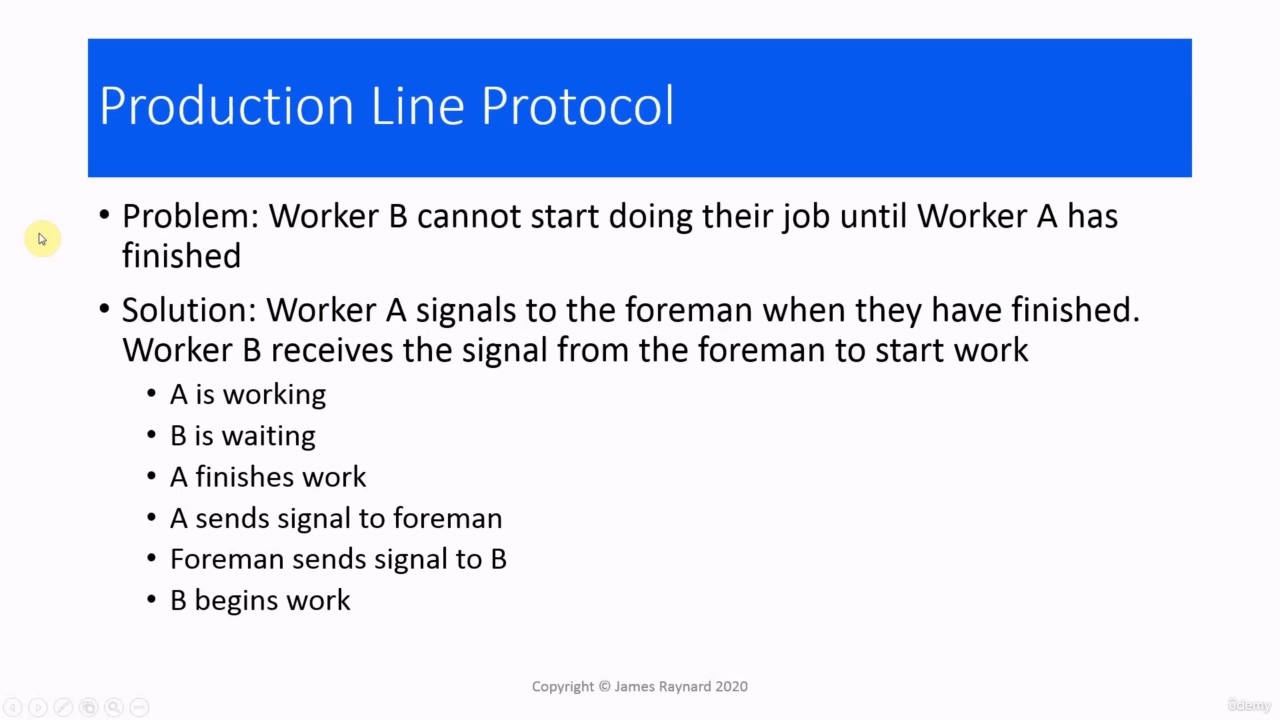 Production Line Protocol
• Problem: Worker B cannot start doing their job until Worker A has
finished
• Solution: Worker A signals to the foreman when they have finished.
Worker B receives the signal from the foreman to start work
• A is working
• B is waiting
• A finishes work
• A sends signal to foreman
• Foreman sends signal to B
• B begins work
Copyright © James Raynard 2020
ûdemy